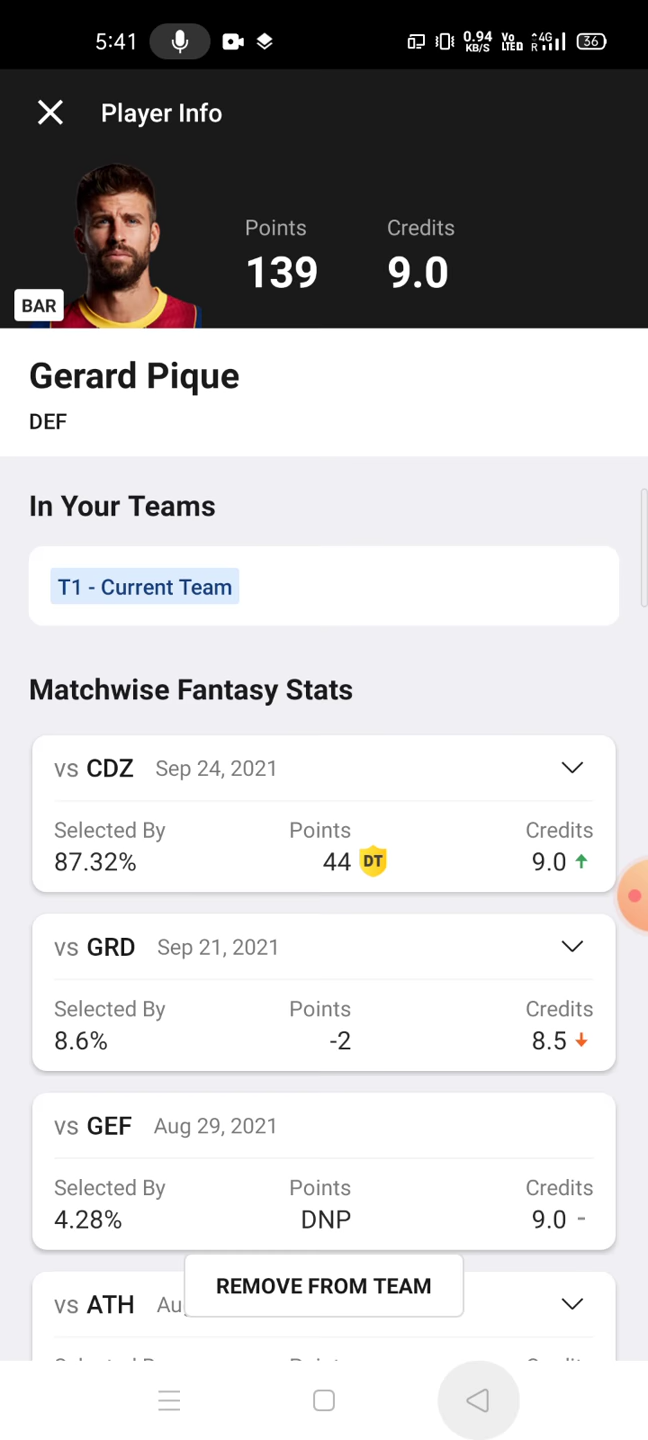 5:41 0.94 KB/S Vo LTED 4G R 36
Player Info
Points Credits
139 9.0
BAR
Gerard Pique
DEF
In Your Teams
T1 - Current Team
Matchwise Fantasy Stats
vs CDZ Sep 24, 2021
Selected By Points Credits
87.32% 44 DT 9.0
vs GRD Sep 21, 2021
Selected By Points Credits
8.6% -2 8.5
vs GEF Aug 29, 2021
Selected By Points Credits
4.28% DNP 9.0 -
REMOVE FROM TEAM
vs ATH